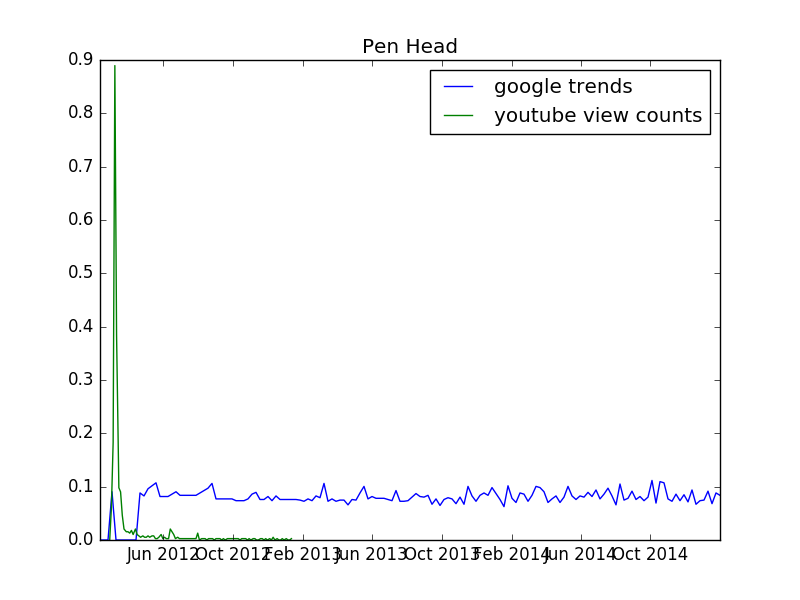 Pen Head
google trends
youtube view counts
0.9
0.8
0.7
0.6
0.5
0.4
0.3
0.2
0.1
0.0
Jun 2012 Oct 2012 Feb 2013 Jun 2013 Oct 2013 Feb 2014 Jun 2014 Oct 2014